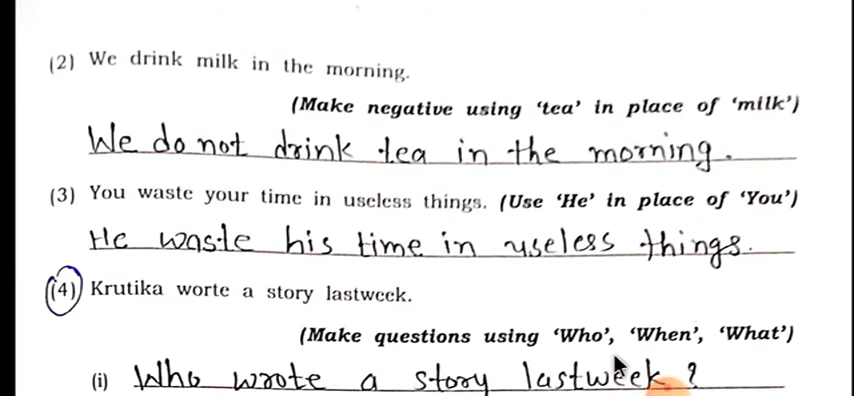 (2) We drink milk in the morning.
(Make negative using 'tea' in place of 'milk')
We do not drink tea in the morning.
(3) You waste your time in useless things. (Use 'He' in place of 'You')
He waste his time in useless things.
(4) Krutika worte a story lastweek.
(Make questions using 'Who', 'When', 'What')
(i) Who wrote a story lastweek ?